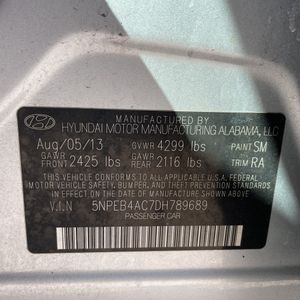 MANUFACTURED BY
HYUNDAI MOTOR MANUFACTURING ALABAMA, LLC
Aug/05/13 GVWR 4299 lbs PAINT SM
GAWR FRONT 2425 lbs GAWR REAR 2116 lbs TRIM RA
THIS VEHICLE CONFORMS TO ALL APPLICABLE
U.S. FEDERAL MOTOR VEHICLE SAFETY, BUMPER,
AND THEFT PREVENTION STANDARDS IN EFFECT
ON THE DATE OF MANUFACTURE SHOWN ABOVE.
V.I.N 5NPEB4AC7DH789689
PASSENGER CAR